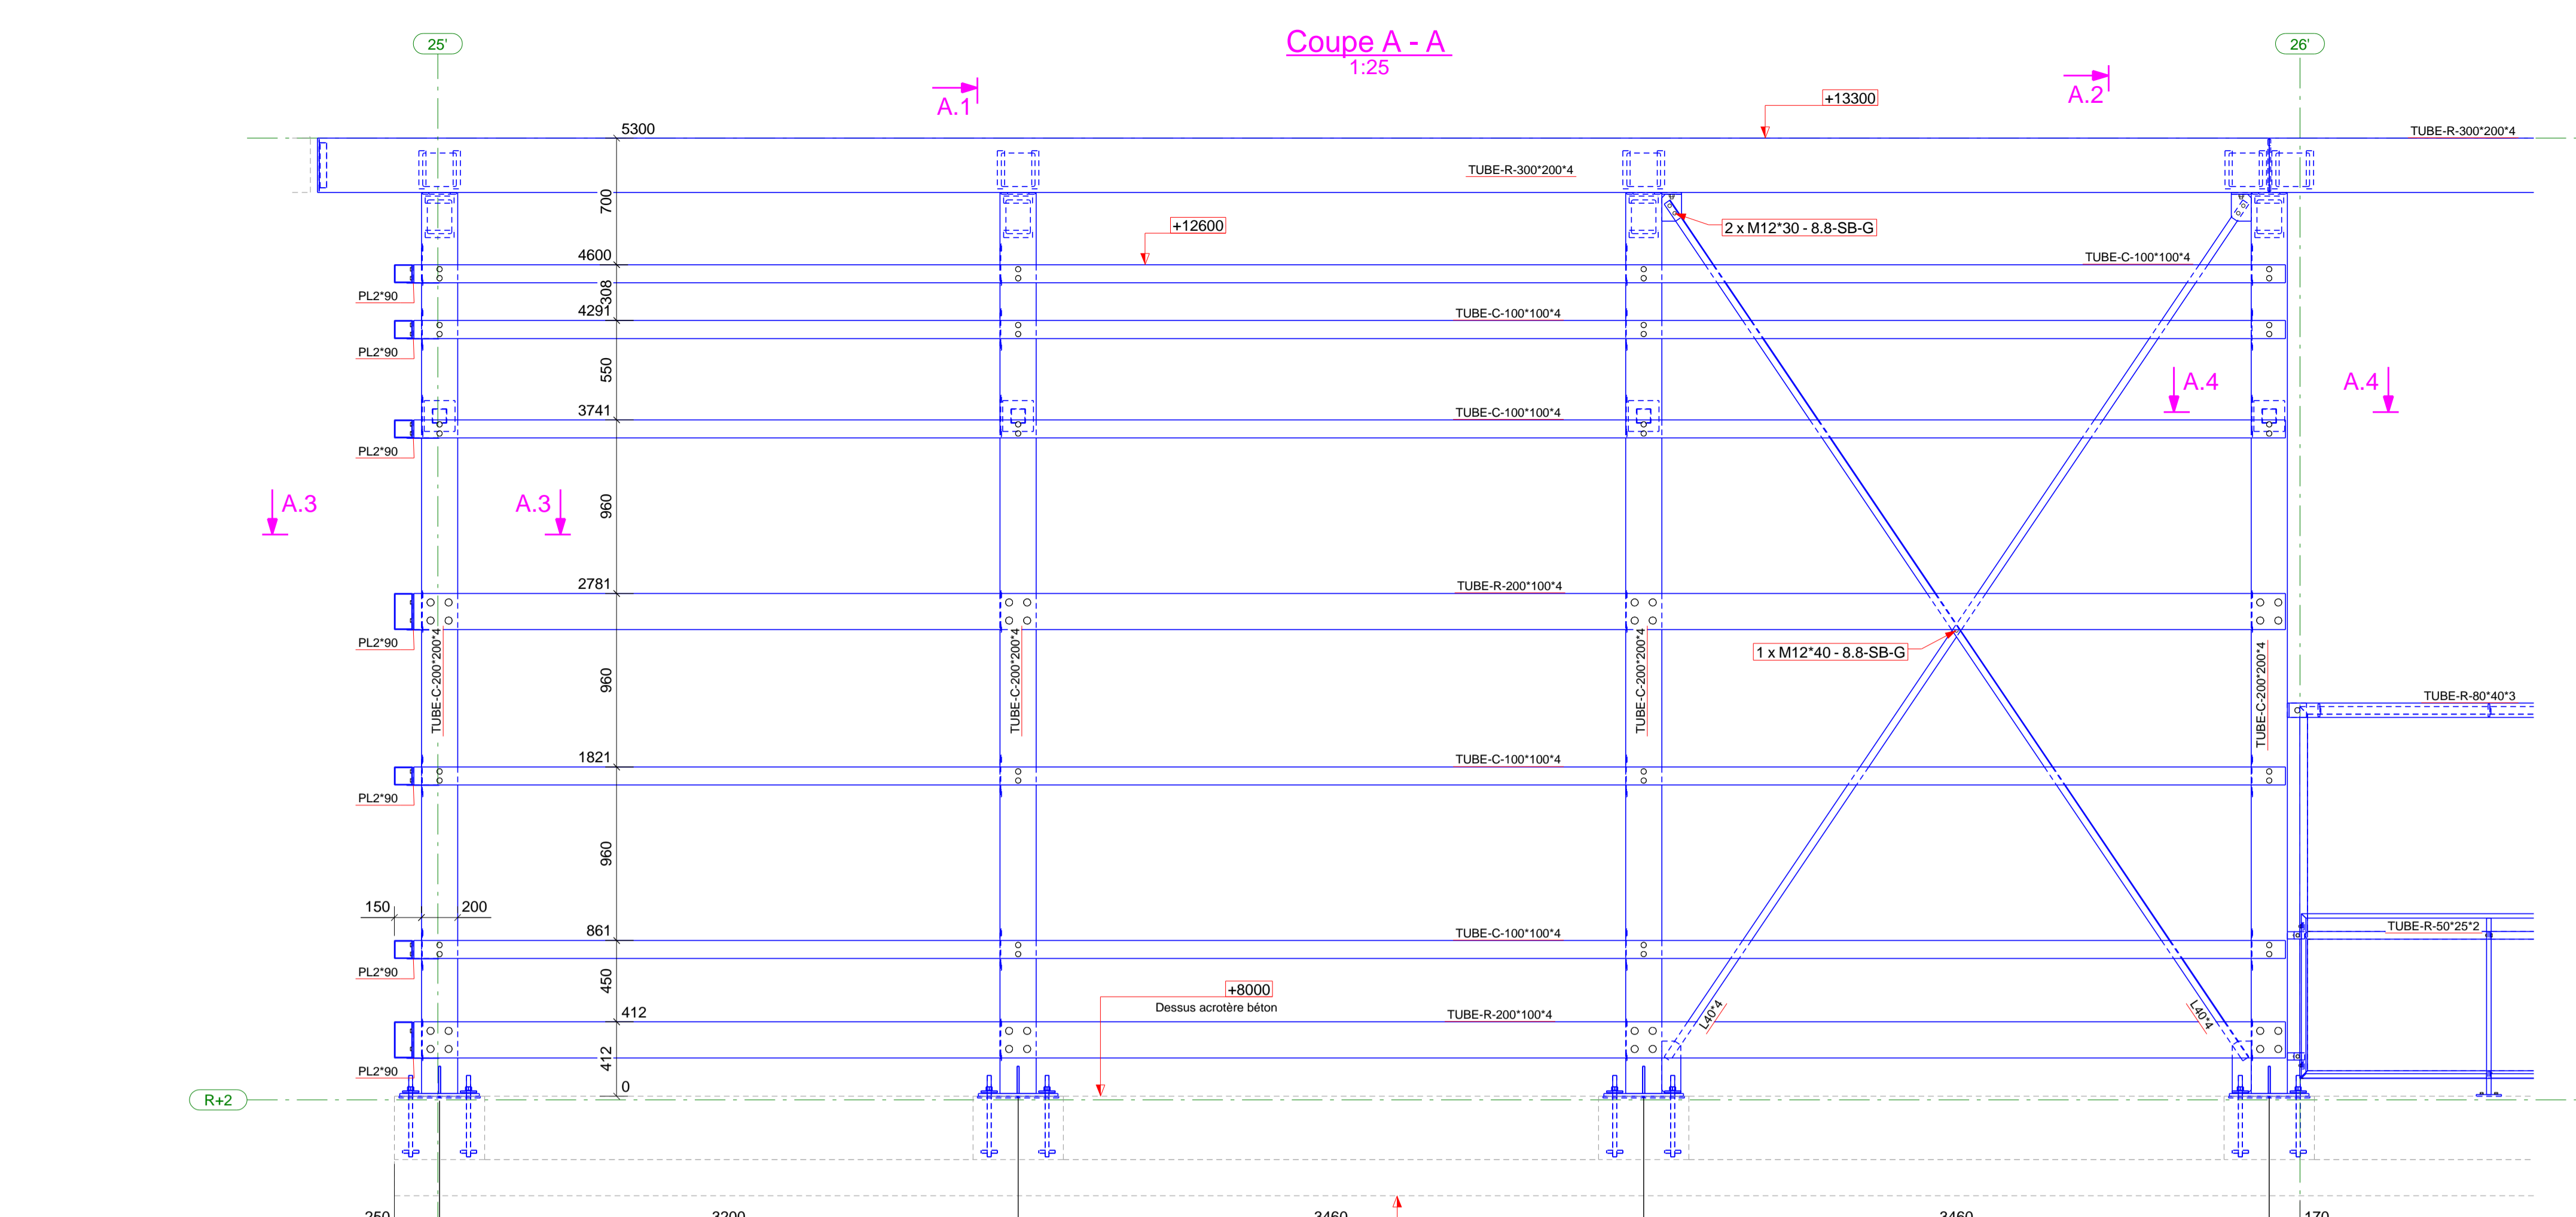 Coupe A - A
1:25
25'
26'
A.1
A.2
+13300
5300
TUBE-R-300*200*4
TUBE-R-300*200*4
700
+12600
2 x M12*30 - 8.8-SB-G
4600
TUBE-C-100*100*4
PL2*90
308
4291
TUBE-C-100*100*4
PL2*90
550
A.4
A.4
3741
TUBE-C-100*100*4
PL2*90
A.3
A.3
960
2781
TUBE-R-200*100*4
PL2*90
TUBE-C-200*200*4
TUBE-C-200*200*4
TUBE-C-200*200*4
TUBE-C-200*200*4
1 x M12*40 - 8.8-SB-G
960
TUBE-R-80*40*3
1821
TUBE-C-100*100*4
PL2*90
960
150
200
861
TUBE-C-100*100*4
TUBE-R-50*25*2
PL2*90
450
+8000
Dessus acrotère béton
412
TUBE-R-200*100*4
L40*4
L40*4
412
PL2*90
0
R+2
250
3200
3460
3460
170